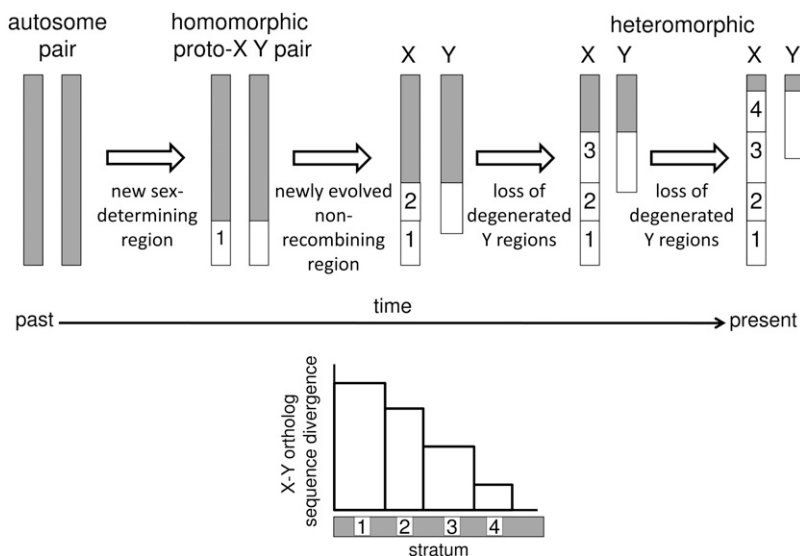 autosome
pair
homomorphic
proto-X Y pair
heteromorphic
X Y
X Y
X Y
new sex-
determining
region
newly evolved
non-
recombining
region
loss of
degenerated
Y regions
loss of
degenerated
Y regions
1
2
1
3
2
1
4
3
2
1
time
past
present
X-Y ortholog
sequence divergence
1 2 3 4
stratum